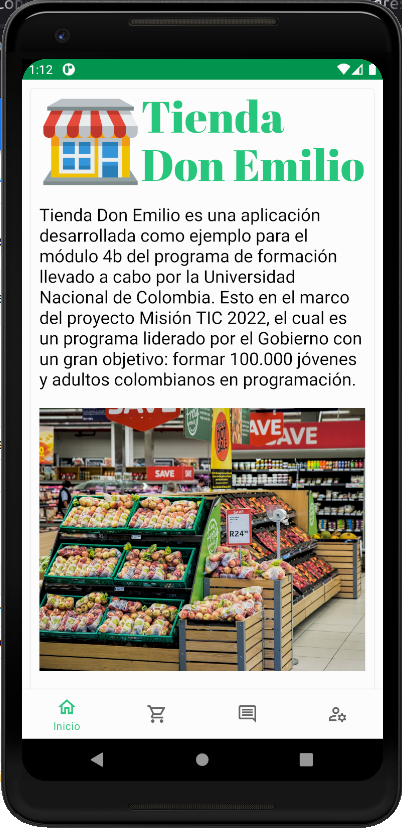 1:12
Tienda
Don Emilio
Tienda Don Emilio es una aplicación
desarrollada como ejemplo para el
módulo 4b del programa de formación
llevado a cabo por la Universidad
Nacional de Colombia. Esto en el marco
del proyecto Misión TIC 2022, el cual es
un programa liderado por el Gobierno con
un gran objetivo: formar 100.000 jóvenes
y adultos colombianos en programación.
SAVE
AVE
AVE
SAVE
R24
Inicio